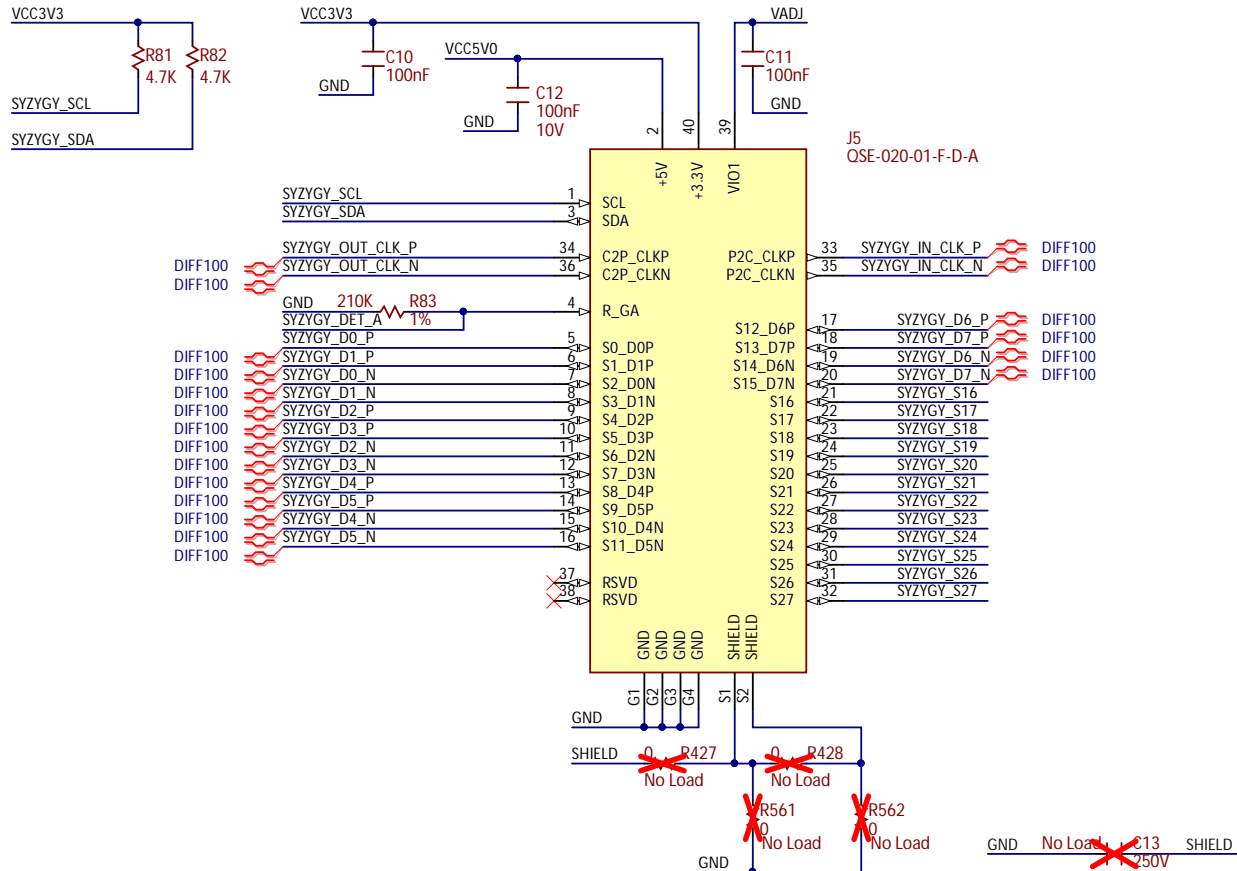 VCC3V3
R81
4.7K
R82
4.7K
SYZYGY_SCL
SYZYGY_SDA
VCC3V3
C10
100nF
GND
VCC5V0
C12
100nF
10V
GND
VADJ
C11
100nF
GND
J5
QSE-020-01-F-D-A
2
40
39
+5V
+3.3V
VIO1
SYZYGY_SCL 1 SCL
SYZYGY_SDA 3 SDA
DIFF100 SYZYGY_OUT_CLK_P 34 C2P_CLKP
DIFF100 SYZYGY_OUT_CLK_N 36 C2P_CLKN
GND 210K R83 1% 4 R_GA
SYZYGY_DET_A
DIFF100 SYZYGY_D0_P 5 S0_D0P
DIFF100 SYZYGY_D1_P 6 S1_D1P
DIFF100 SYZYGY_D0_N 7 S2_D0N
DIFF100 SYZYGY_D1_N 8 S3_D1N
DIFF100 SYZYGY_D2_P 9 S4_D2P
DIFF100 SYZYGY_D3_P 10 S5_D3P
DIFF100 SYZYGY_D2_N 11 S6_D2N
DIFF100 SYZYGY_D3_N 12 S7_D3N
DIFF100 SYZYGY_D4_P 13 S8_D4P
DIFF100 SYZYGY_D5_P 14 S9_D5P
DIFF100 SYZYGY_D4_N 15 S10_D4N
DIFF100 SYZYGY_D5_N 16 S11_D5N
37 RSVD
38 RSVD
P2C_CLKP 33 SYZYGY_IN_CLK_P DIFF100
P2C_CLKN 35 SYZYGY_IN_CLK_N DIFF100
S12_D6P 17 SYZYGY_D6_P DIFF100
S13_D7P 18 SYZYGY_D7_P DIFF100
S14_D6N 19 SYZYGY_D6_N DIFF100
S15_D7N 20 SYZYGY_D7_N DIFF100
S16 21 SYZYGY_S16
S17 22 SYZYGY_S17
S18 23 SYZYGY_S18
S19 24 SYZYGY_S19
S20 25 SYZYGY_S20
S21 26 SYZYGY_S21
S22 27 SYZYGY_S22
S23 28 SYZYGY_S23
S24 29 SYZYGY_S24
S25 30 SYZYGY_S25
S26 31 SYZYGY_S26
S27 32 SYZYGY_S27
GND
GND
GND
GND
SHIELD
SHIELD
G1
G2
G3
G4
S1
S2
GND
SHIELD
0 R427
No Load
0 R428
No Load
R561
0
No Load
R562
0
No Load
GND
GND No Load C13 SHIELD
250V